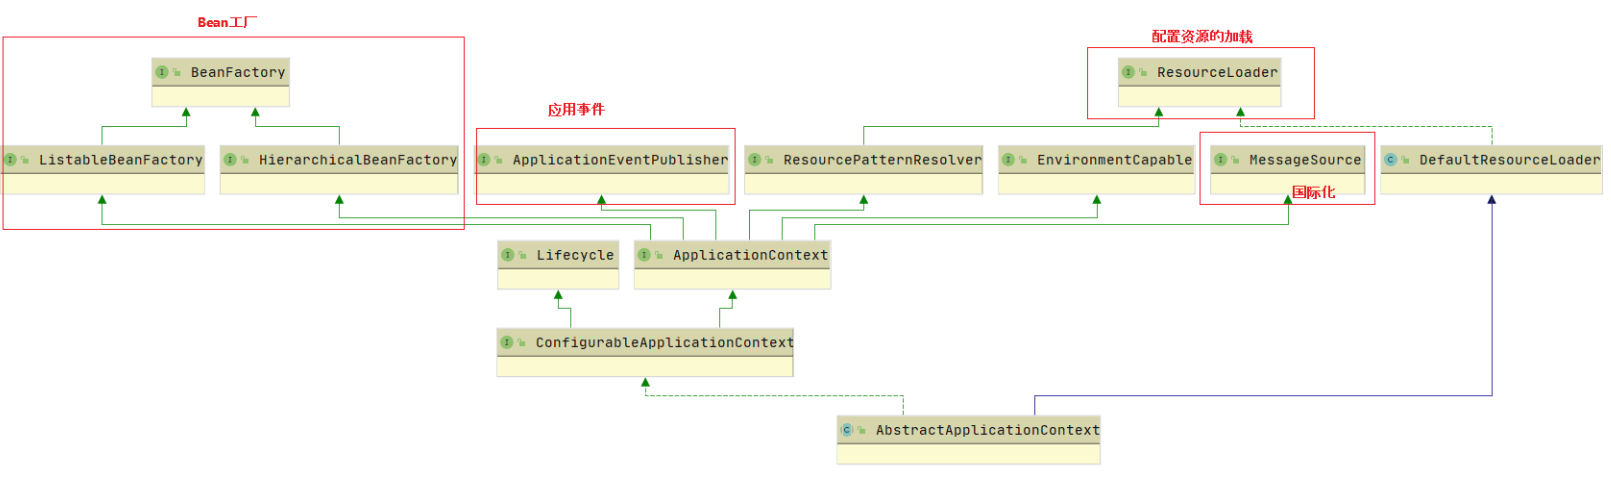 Bean工厂
配置资源的加载
BeanFactory
ResourceLoader
应用事件
ListableBeanFactory
HierarchicalBeanFactory
ApplicationEventPublisher
ResourcePatternResolver
EnvironmentCapable
MessageSource
DefaultResourceLoader
国际化
Lifecycle
ApplicationContext
ConfigurableApplicationContext
AbstractApplicationContext